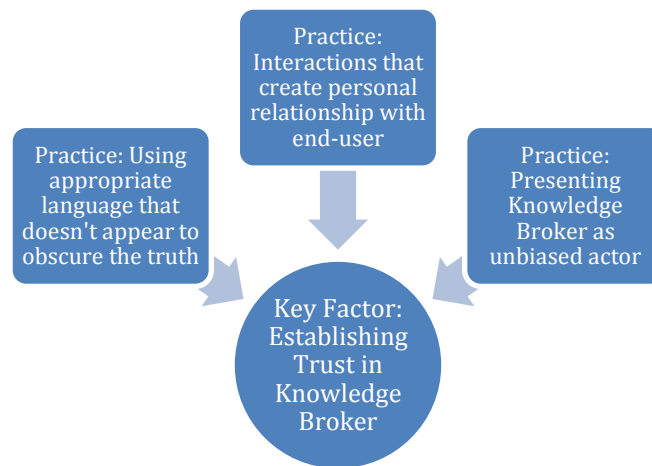 Practice: Using
appropriate
language that
doesn't appear to
obscure the truth
Practice:
Interactions that
create personal
relationship with
end-user
Practice:
Presenting
Knowledge
Broker as
unbiased actor
Key Factor:
Establishing
Trust in
Knowledge
Broker